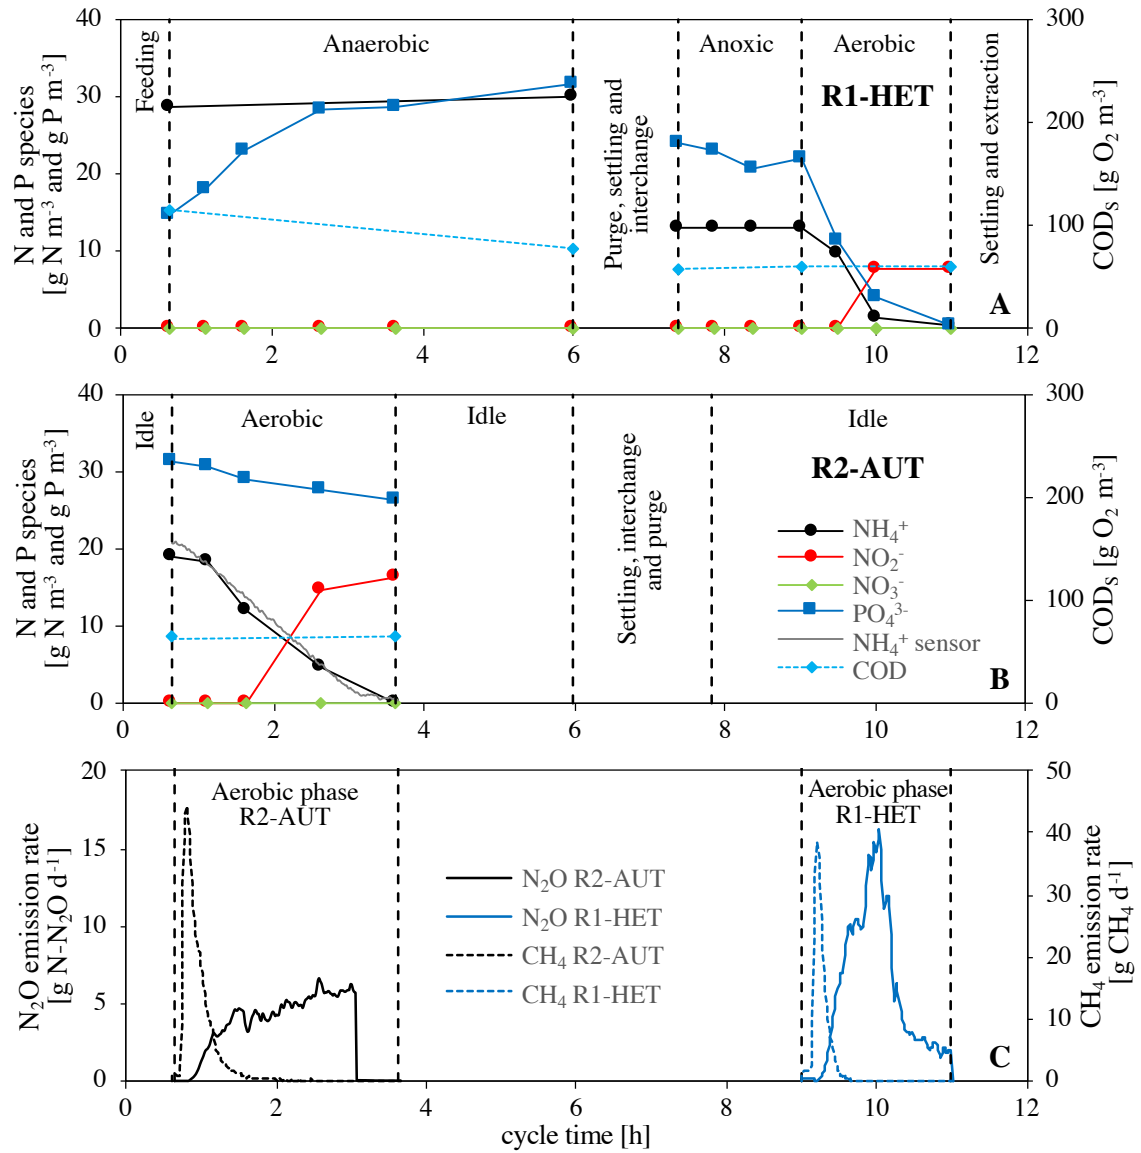 N and P species
[g N m⁻³ and g P m⁻³]
40
30
20
10
0
Feeding
Anaerobic
Purge, settling and
interchange
Anoxic
Aerobic
R1-HET
Settling and extraction
A
300
200
100
0
COD_S [g O₂ m⁻³]
0 2 4 6 8 10 12
N and P species
[g N m⁻³ and g P m⁻³]
40
30
20
10
0
Idle
Aerobic
Idle
Settling, interchange
and purge
Idle
R2-AUT
NH₄⁺
NO₂⁻
NO₃⁻
PO₄³⁻
NH₄⁺ sensor
COD
B
300
200
100
0
COD_S [g O₂ m⁻³]
0 2 4 6 8 10 12
N₂O emission rate
[g N-N₂O d⁻¹]
20
15
10
5
0
Aerobic phase
R2-AUT
Aerobic phase
R1-HET
N₂O R2-AUT
N₂O R1-HET
CH₄ R2-AUT
CH₄ R1-HET
C
50
40
30
20
10
0
CH₄ emission rate
[g CH₄ d⁻¹]
0 2 4 6 8 10 12
cycle time [h]